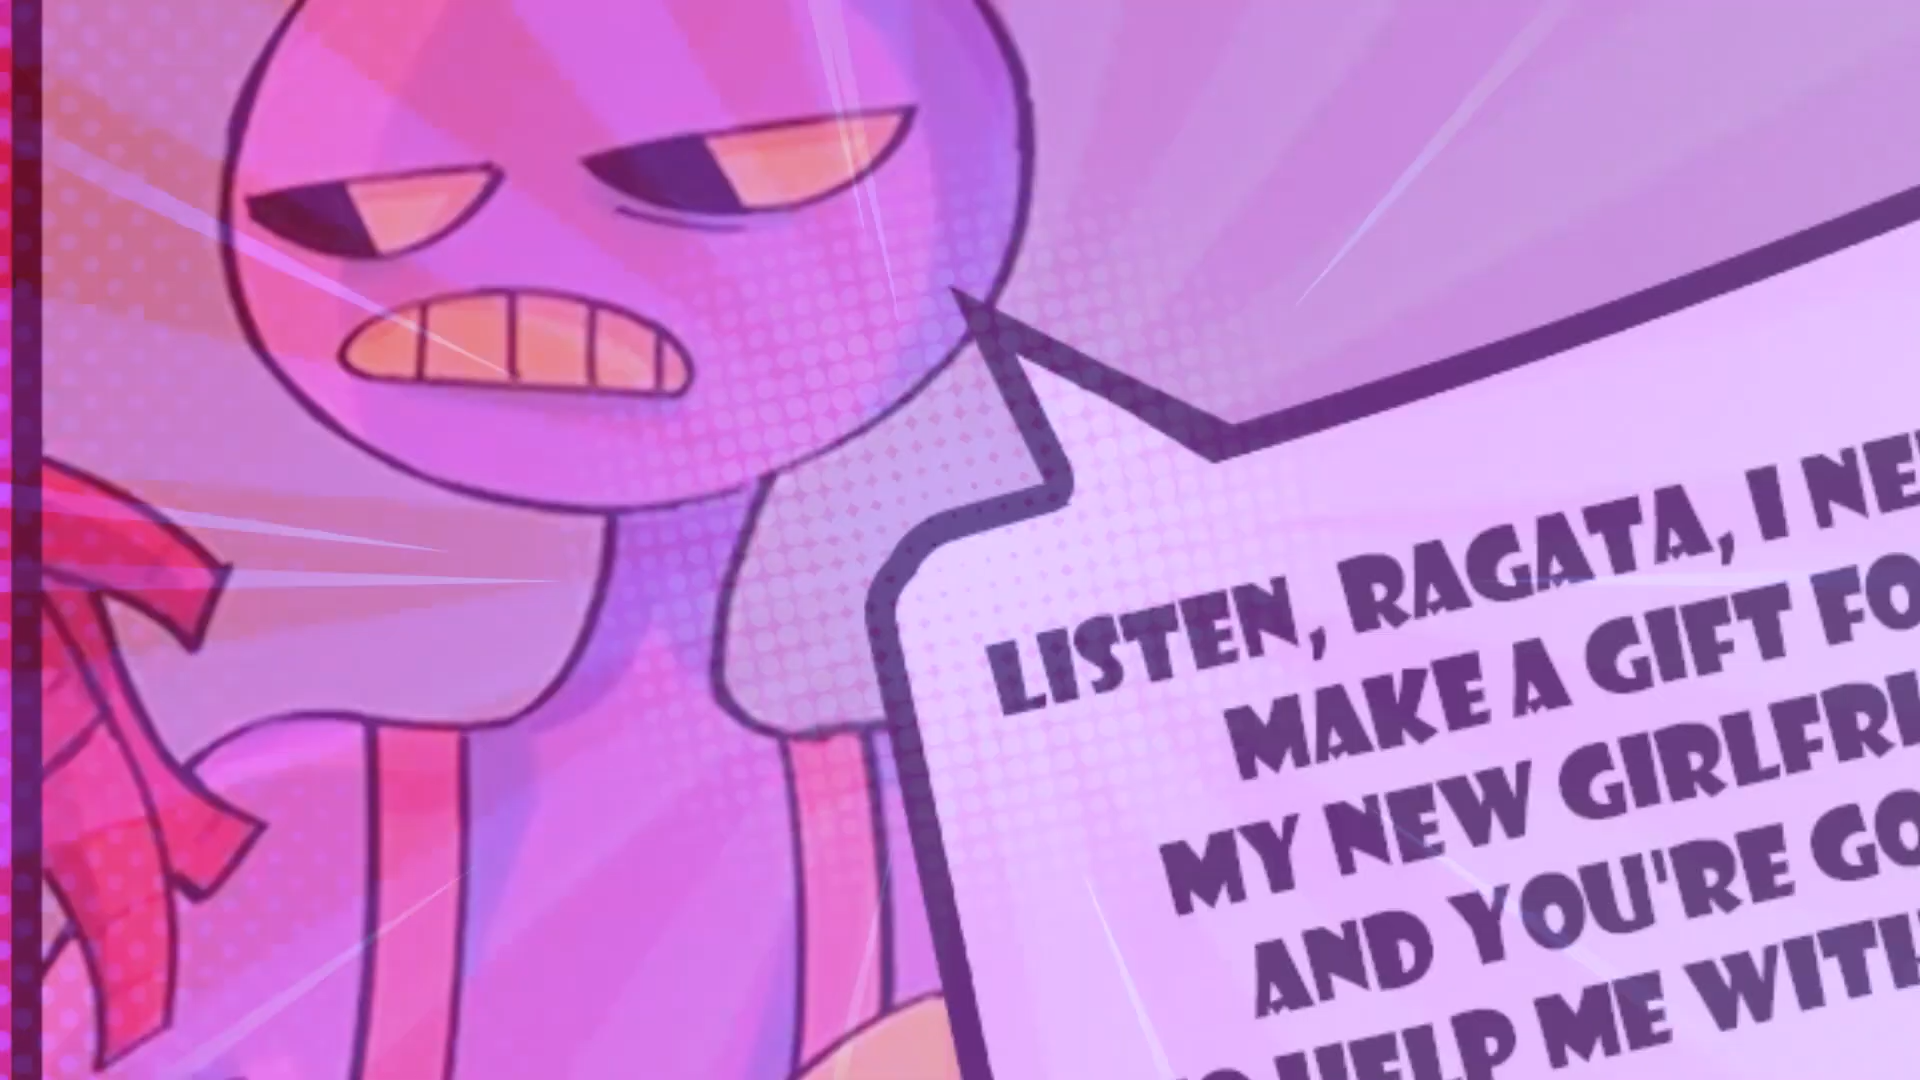 LISTEN, RAGATA, I NE
MAKE A GIFT FO
MY NEW GIRLFRI
AND YOU'RE GO
HELP ME WITH